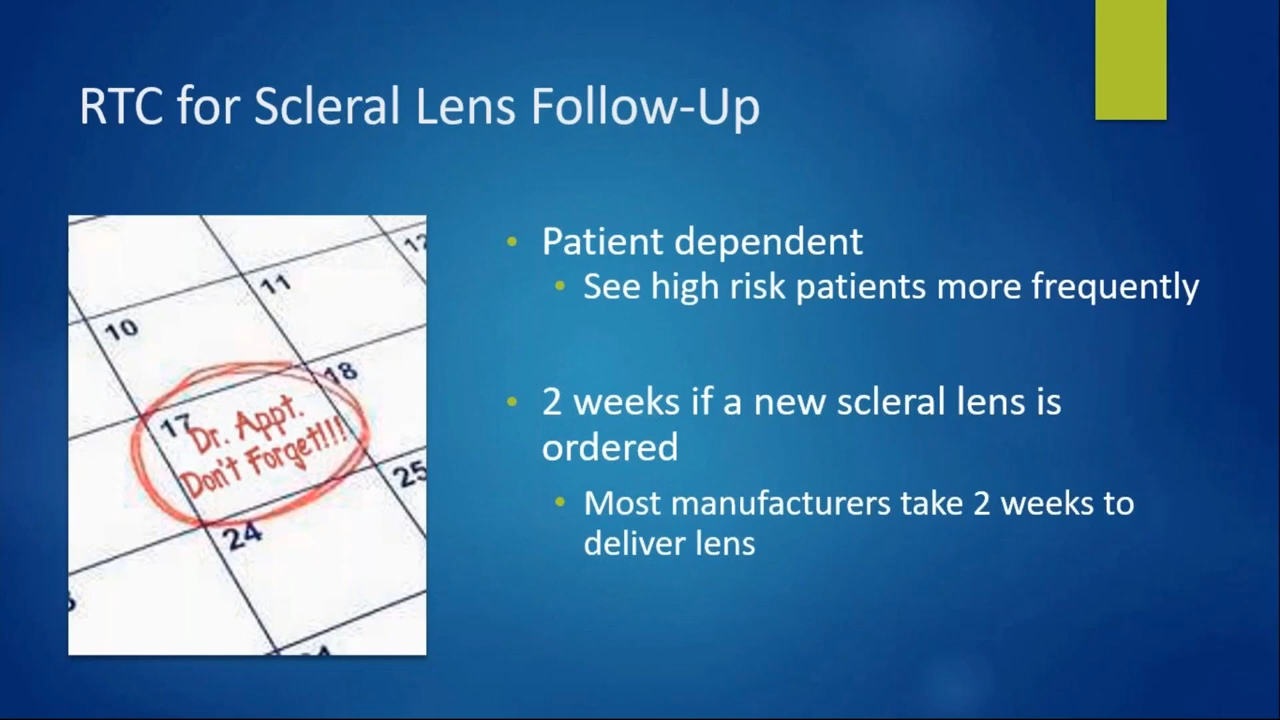 RTC for Scleral Lens Follow-Up
Patient dependent
See high risk patients more frequently
2 weeks if a new scleral lens is
ordered
Most manufacturers take 2 weeks to
deliver lens
10
11
12
17
Dr. Appt.
Don't Forget!!!
18
24
25